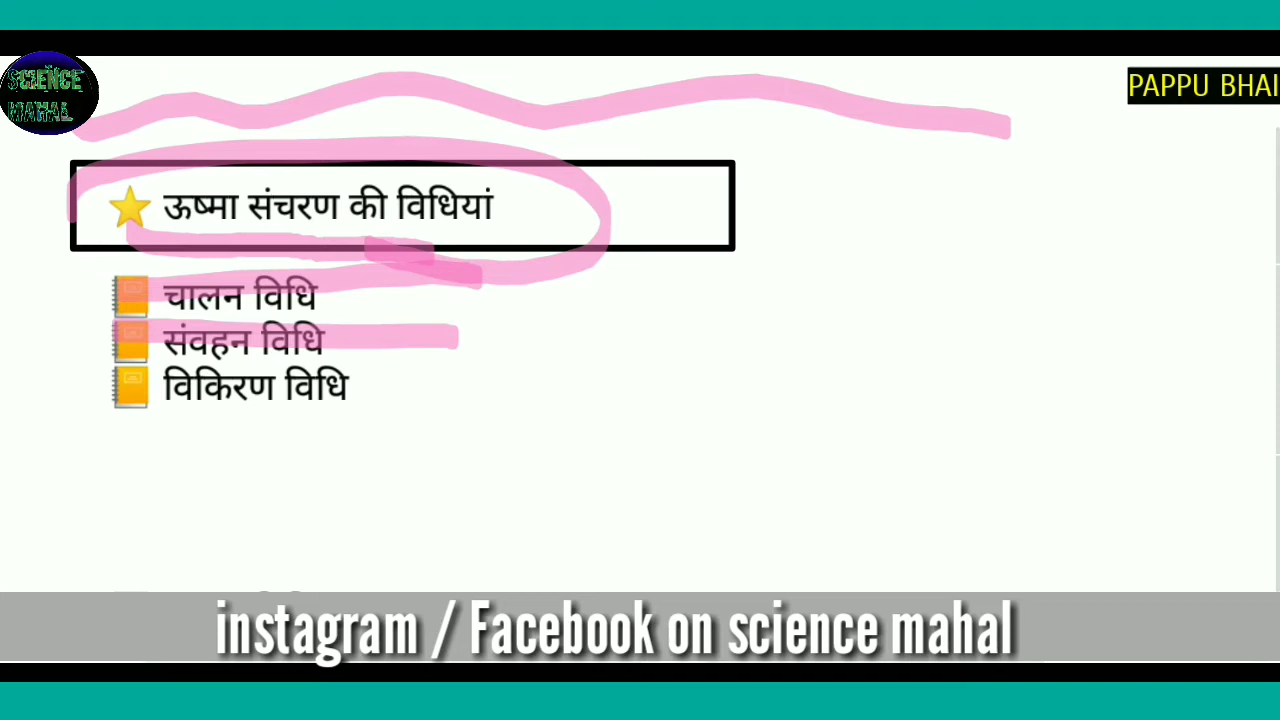 SCIENCE
MAHAL
PAPPU BHAI
⭐ ऊष्मा संचरण की विधियां
📒 चालन विधि
📒 संवहन विधि
📒 विकिरण विधि
instagram / Facebook on science mahal